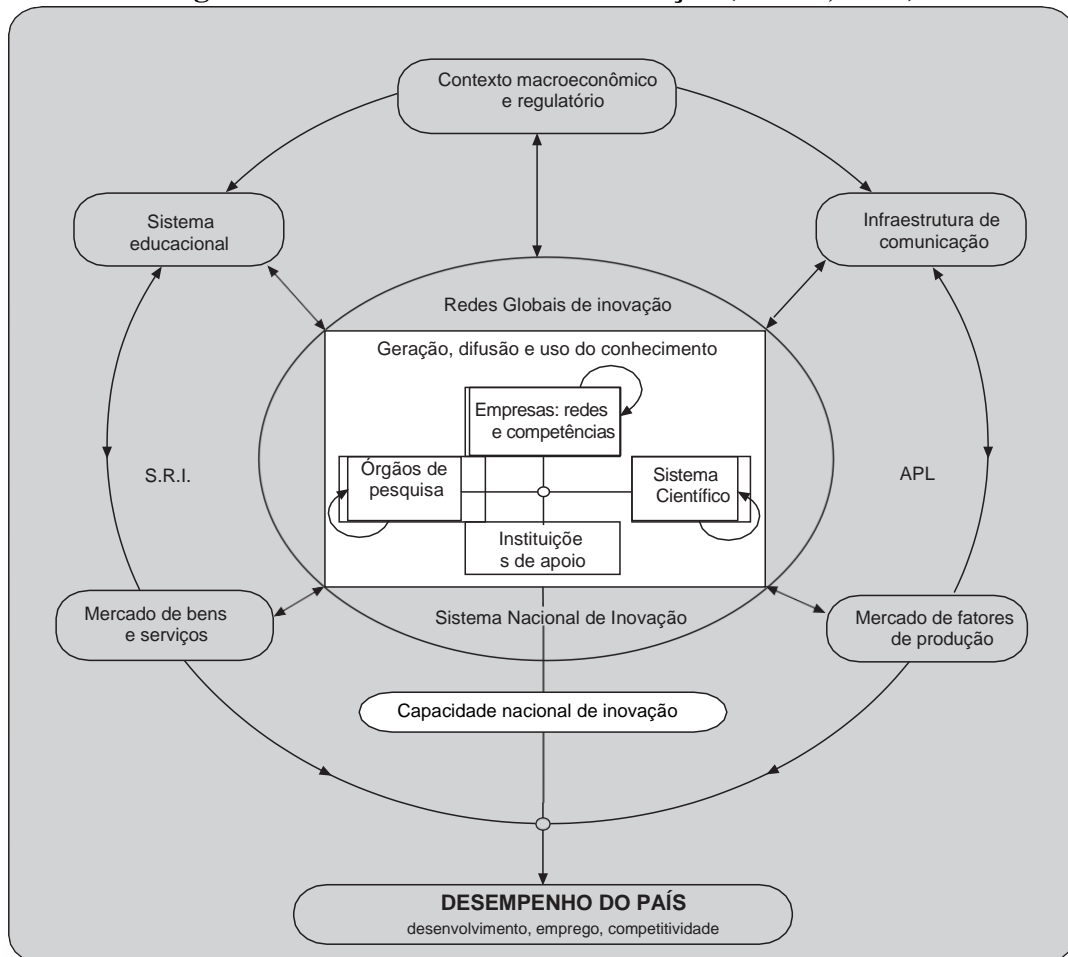 Contexto macroeconômico
e regulatório
Sistema
educacional
Infraestrutura de
comunicação
Redes Globais de inovação
Geração, difusão e uso do conhecimento
Empresas: redes
e competências
Órgãos de
pesquisa
Sistema
Científico
S.R.I.
APL
Instituiçõe
s de apoio
Mercado de bens
e serviços
Sistema Nacional de Inovação
Mercado de fatores
de produção
Capacidade nacional de inovação
DESEMPENHO DO PAÍS
desenvolvimento, emprego, competitividade